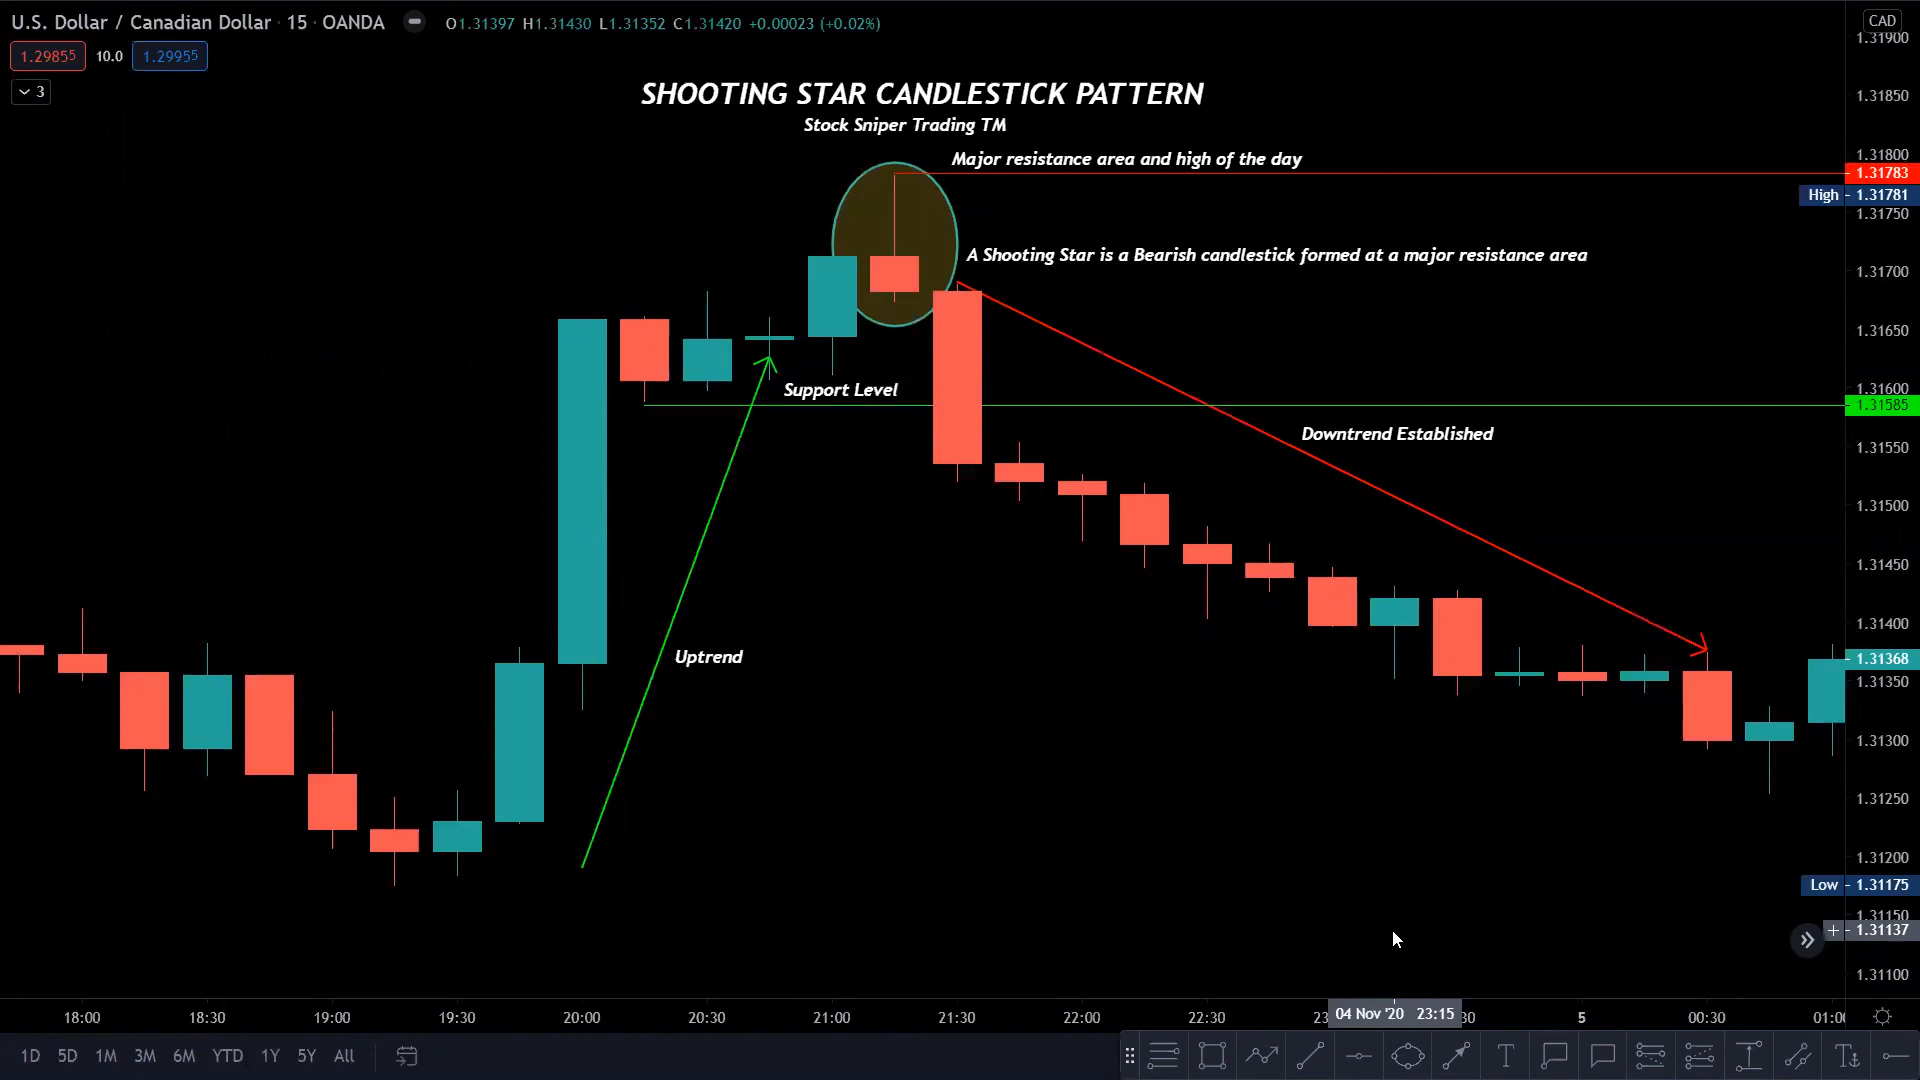 U.S. Dollar / Canadian Dollar · 15 · OANDA
O1.31397 H1.31430 L1.31352 C1.31420 +0.00023 (+0.02%)
CAD
1.29855 10.0 1.29955
3
SHOOTING STAR CANDLESTICK PATTERN
Stock Sniper Trading TM
Major resistance area and high of the day
A Shooting Star is a Bearish candlestick formed at a major resistance area
Support Level
Downtrend Established
Uptrend
1.31900
1.31850
1.31800
1.31783
High 1.31781
1.31750
1.31700
1.31650
1.31600
1.31585
1.31550
1.31500
1.31450
1.31400
1.31368
1.31350
1.31300
1.31250
1.31200
Low 1.31175
1.31150
1.31137
1.31100
18:00 18:30 19:00 19:30 20:00 20:30 21:00 21:30 22:00 22:30 23 04 Nov '20 23:15 30 5 00:30 01:00
1D 5D 1M 3M 6M YTD 1Y 5Y All